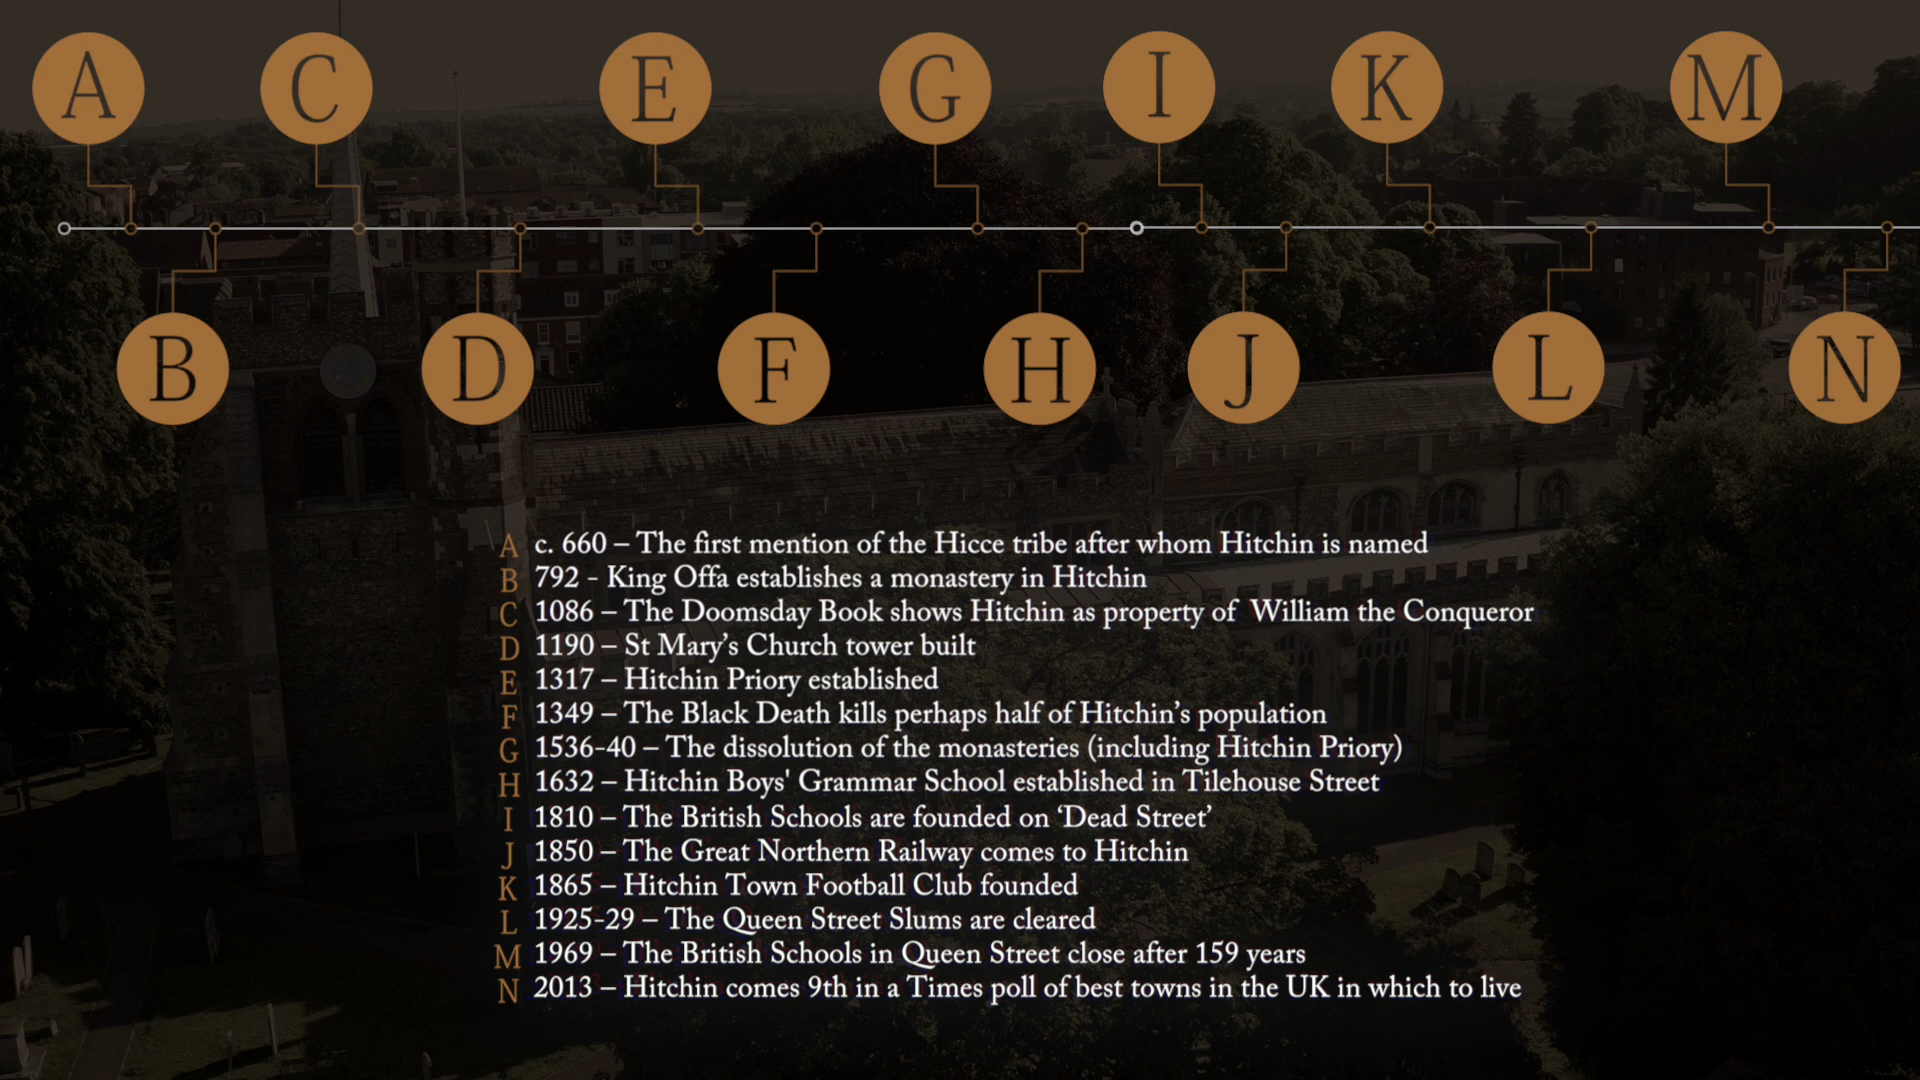 A C E G I K M
B D F H J L N
A c. 660 – The first mention of the Hicce tribe after whom Hitchin is named
B 792 - King Offa establishes a monastery in Hitchin
C 1086 – The Doomsday Book shows Hitchin as property of William the Conqueror
D 1190 – St Mary’s Church tower built
E 1317 – Hitchin Priory established
F 1349 – The Black Death kills perhaps half of Hitchin’s population
G 1536-40 – The dissolution of the monasteries (including Hitchin Priory)
H 1632 – Hitchin Boys' Grammar School established in Tilehouse Street
I 1810 – The British Schools are founded on ‘Dead Street’
J 1850 – The Great Northern Railway comes to Hitchin
K 1865 – Hitchin Town Football Club founded
L 1925-29 – The Queen Street Slums are cleared
M 1969 – The British Schools in Queen Street close after 159 years
N 2013 – Hitchin comes 9th in a Times poll of best towns in the UK in which to live